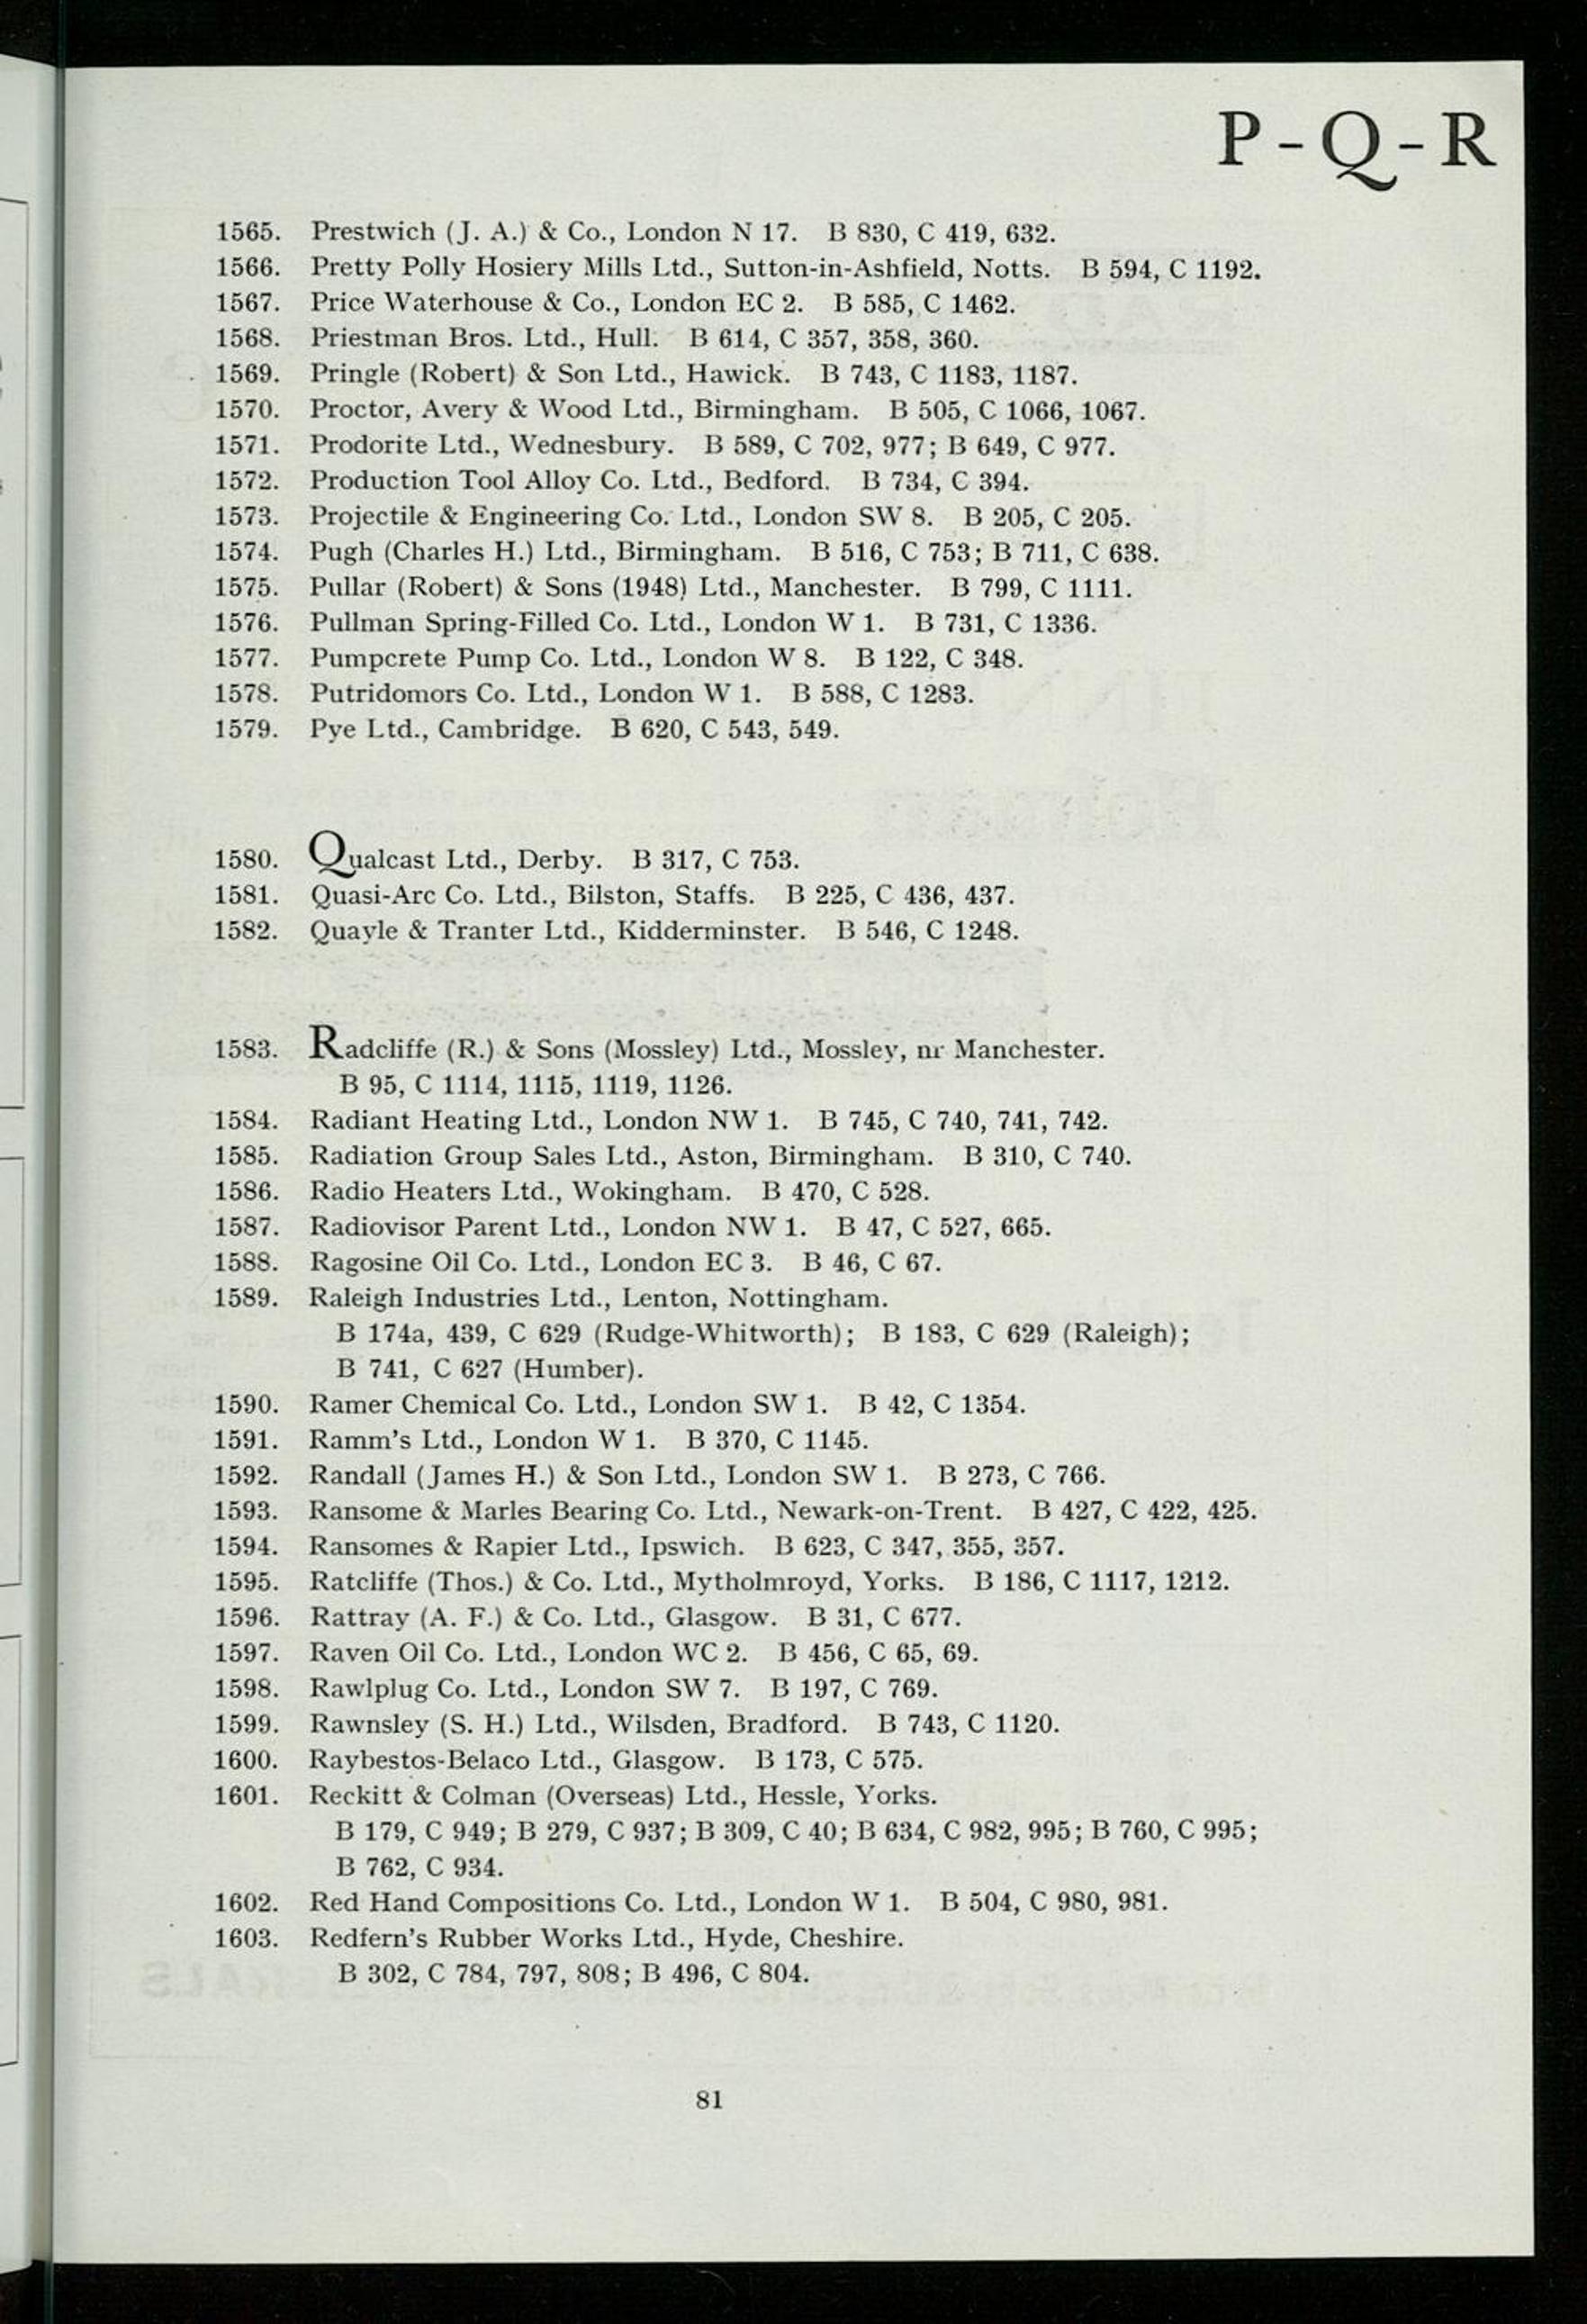 P - Q - R
1565. Prestwich (J. A.) & Co., London N 17. B 830, C 419, 632.
1566. Pretty Polly Hosiery Mills Ltd., Sutton-in-Ashfield, Notts. B 594, C 1192.
1567. Price Waterhouse & Co., London EC 2. B 585, C 1462.
1568. Priestman Bros. Ltd., Hull. B 614, C 357, 358, 360.
1569. Pringle (Robert) & Son Ltd., Hawick. B 743, C 1183, 1187.
1570. Proctor, Avery & Wood Ltd., Birmingham. B 505, C 1066, 1067.
1571. Prodorite Ltd., Wednesbury. B 589, C 702, 977; B 649, C 977.
1572. Production Tool Alloy Co. Ltd., Bedford. B 734, C 394.
1573. Projectile & Engineering Co. Ltd., London SW 8. B 205, C 205.
1574. Pugh (Charles H.) Ltd., Birmingham. B 516, C 753; B 711, C 638.
1575. Pullar (Robert) & Sons (1948) Ltd., Manchester. B 799, C 1111.
1576. Pullman Spring-Filled Co. Ltd., London W 1. B 731, C 1336.
1577. Pumpcrete Pump Co. Ltd., London W 8. B 122, C 348.
1578. Putridomors Co. Ltd., London W 1. B 588, C 1283.
1579. Pye Ltd., Cambridge. B 620, C 543, 549.
1580. Qualcast Ltd., Derby. B 317, C 753.
1581. Quasi-Arc Co. Ltd., Bilston, Staffs. B 225, C 436, 437.
1582. Quayle & Tranter Ltd., Kidderminster. B 546, C 1248.
1583. Radcliffe (R.) & Sons (Mossley) Ltd., Mossley, nr Manchester.
B 95, C 1114, 1115, 1119, 1126.
1584. Radiant Heating Ltd., London NW 1. B 745, C 740, 741, 742.
1585. Radiation Group Sales Ltd., Aston, Birmingham. B 310, C 740.
1586. Radio Heaters Ltd., Wokingham. B 470, C 528.
1587. Radiovisor Parent Ltd., London NW 1. B 47, C 527, 665.
1588. Ragosine Oil Co. Ltd., London EC 3. B 46, C 67.
1589. Raleigh Industries Ltd., Lenton, Nottingham.
B 174a, 439, C 629 (Rudge-Whitworth); B 183, C 629 (Raleigh);
B 741, C 627 (Humber).
1590. Ramer Chemical Co. Ltd., London SW 1. B 42, C 1354.
1591. Ramm's Ltd., London W 1. B 370, C 1145.
1592. Randall (James H.) & Son Ltd., London SW 1. B 273, C 766.
1593. Ransome & Marles Bearing Co. Ltd., Newark-on-Trent. B 427, C 422, 425.
1594. Ransomes & Rapier Ltd., Ipswich. B 623, C 347, 355, 357.
1595. Ratcliffe (Thos.) & Co. Ltd., Mytholmroyd, Yorks. B 186, C 1117, 1212.
1596. Rattray (A. F.) & Co. Ltd., Glasgow. B 31, C 677.
1597. Raven Oil Co. Ltd., London WC 2. B 456, C 65, 69.
1598. Rawlplug Co. Ltd., London SW 7. B 197, C 769.
1599. Rawnsley (S. H.) Ltd., Wilsden, Bradford. B 743, C 1120.
1600. Raybestos-Belaco Ltd., Glasgow. B 173, C 575.
1601. Reckitt & Colman (Overseas) Ltd., Hessle, Yorks.
B 179, C 949; B 279, C 937; B 309, C 40; B 634, C 982, 995; B 760, C 995;
B 762, C 934.
1602. Red Hand Compositions Co. Ltd., London W 1. B 504, C 980, 981.
1603. Redfern's Rubber Works Ltd., Hyde, Cheshire.
B 302, C 784, 797, 808; B 496, C 804.
81